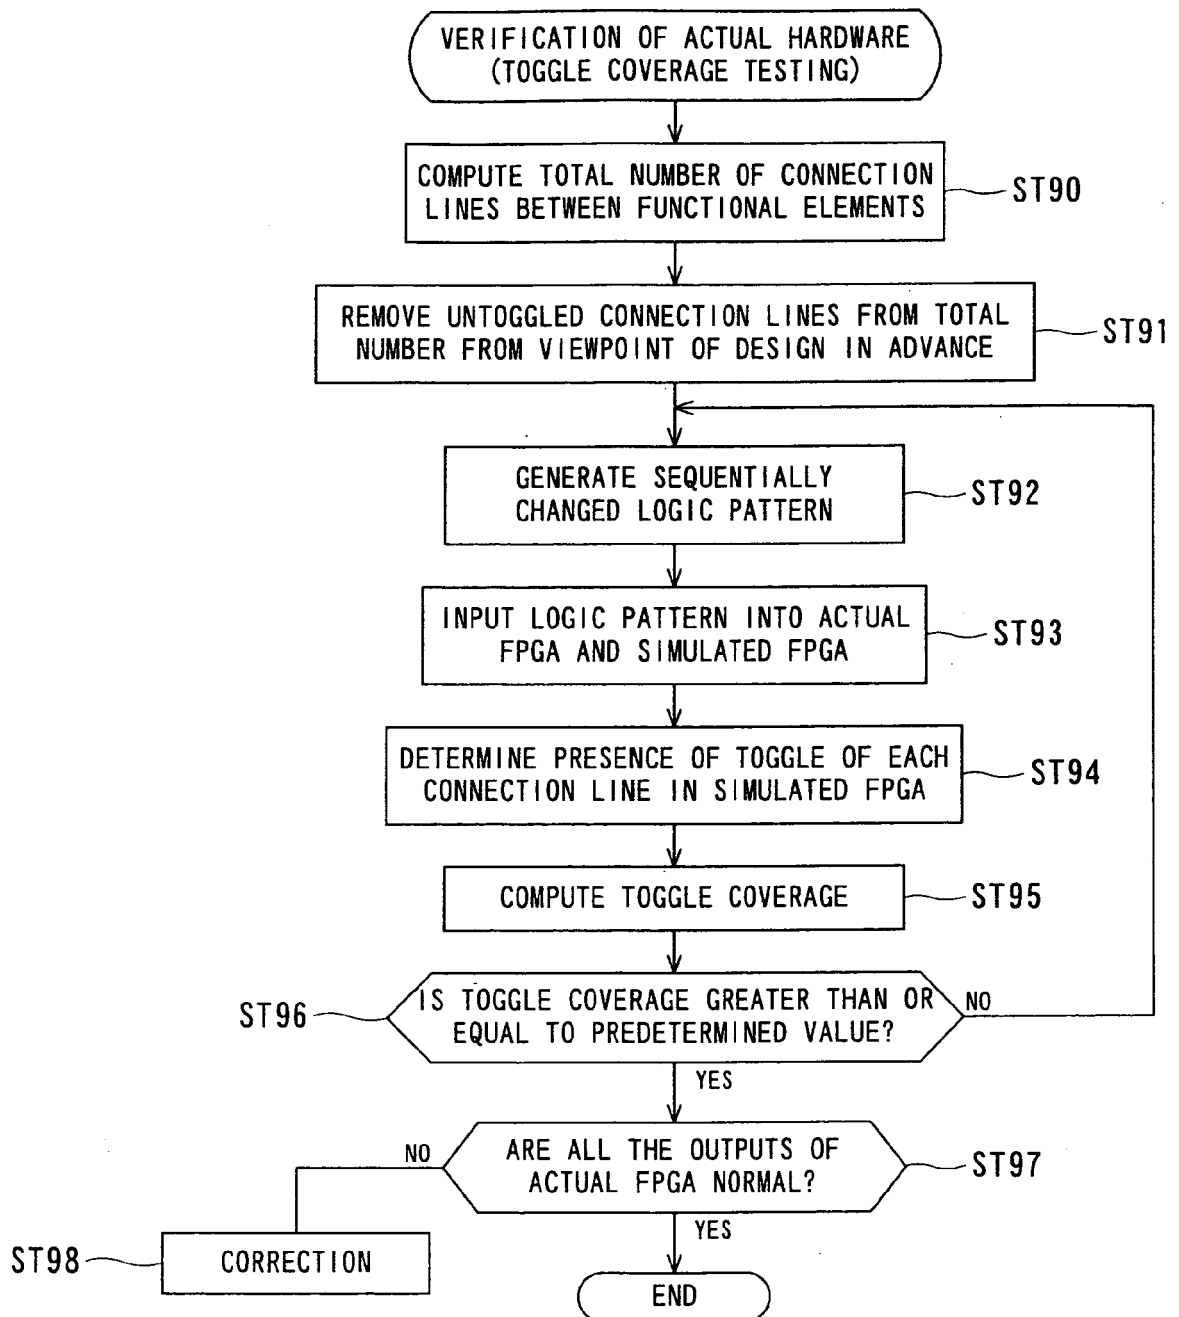 VERIFICATION OF ACTUAL HARDWARE
(TOGGLE COVERAGE TESTING)
COMPUTE TOTAL NUMBER OF CONNECTION
LINES BETWEEN FUNCTIONAL ELEMENTS
ST90
REMOVE UNTOGGLED CONNECTION LINES FROM TOTAL
NUMBER FROM VIEWPOINT OF DESIGN IN ADVANCE
ST91
GENERATE SEQUENTIALLY
CHANGED LOGIC PATTERN
ST92
INPUT LOGIC PATTERN INTO ACTUAL
FPGA AND SIMULATED FPGA
ST93
DETERMINE PRESENCE OF TOGGLE OF EACH
CONNECTION LINE IN SIMULATED FPGA
ST94
COMPUTE TOGGLE COVERAGE
ST95
ST96
IS TOGGLE COVERAGE GREATER THAN OR
EQUAL TO PREDETERMINED VALUE?
NO
YES
NO
ARE ALL THE OUTPUTS OF
ACTUAL FPGA NORMAL?
ST97
YES
ST98
CORRECTION
END